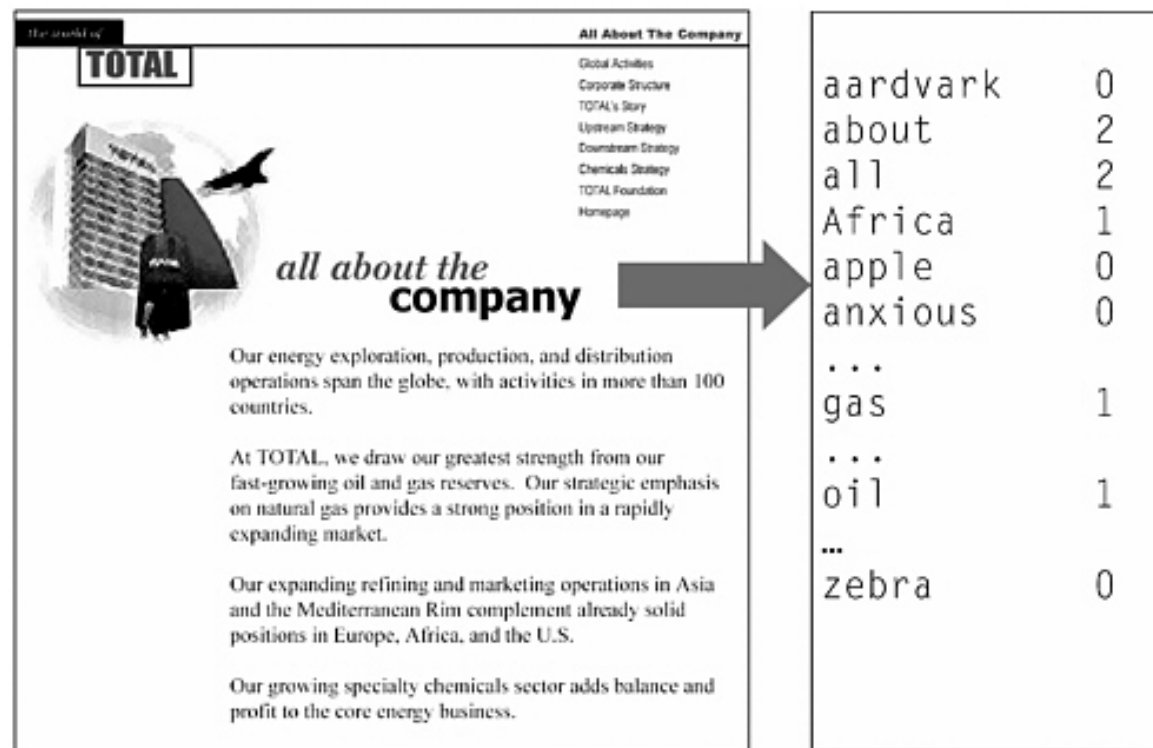 the world of
TOTAL
All About The Company
Global Activities
Corporate Structure
TOTAL's Story
Upstream Strategy
Downstream Strategy
Chemicals Strategy
TOTAL Foundation
Homepage
TOTAL
all about the
company
Our energy exploration, production, and distribution
operations span the globe, with activities in more than 100
countries.
At TOTAL, we draw our greatest strength from our
fast-growing oil and gas reserves. Our strategic emphasis
on natural gas provides a strong position in a rapidly
expanding market.
Our expanding refining and marketing operations in Asia
and the Mediterranean Rim complement already solid
positions in Europe, Africa, and the U.S.
Our growing specialty chemicals sector adds balance and
profit to the core energy business.
aardvark 0
about 2
all 2
Africa 1
apple 0
anxious 0
...
gas 1
...
oil 1
...
zebra 0